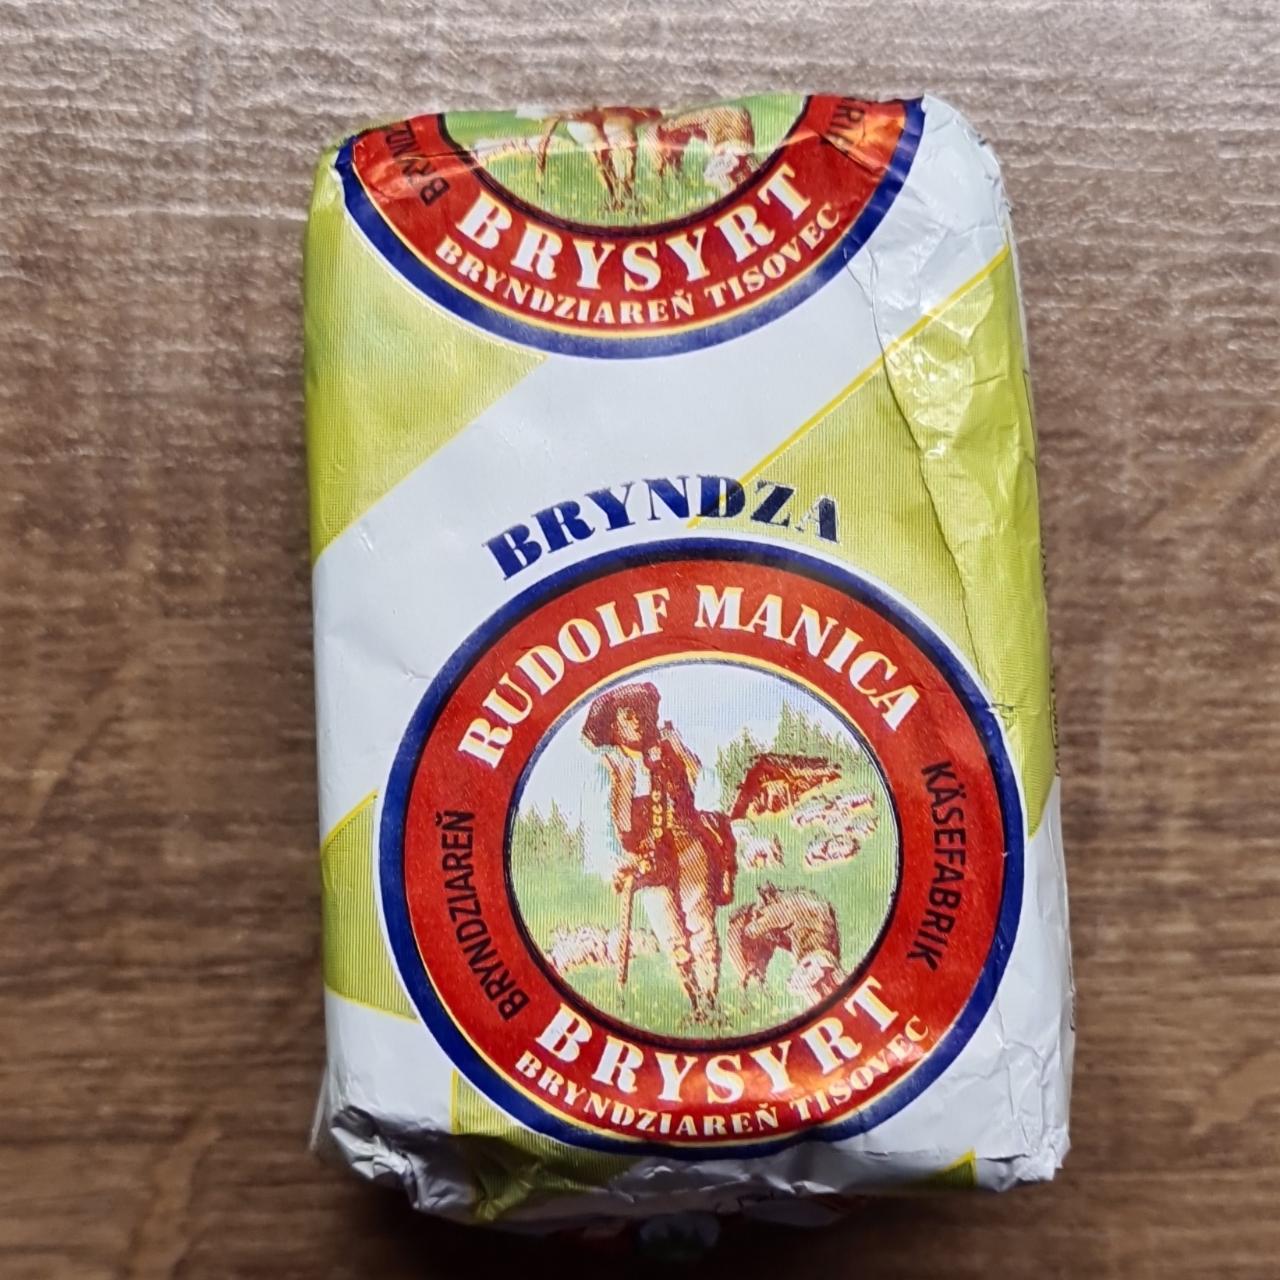 BRYSYRT
BRYNDZIAREŇ TISOVEC
BRYNDZA
RUDOLF MANICA
BRYNDZIAREŇ
KÄSEFABRIK
BRYSYRT
BRYNDZIAREŇ TISOVEC